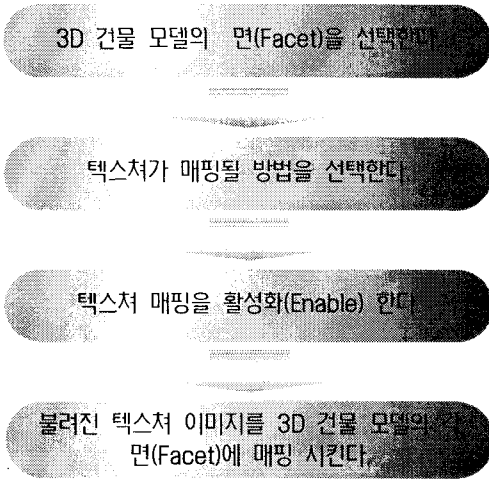 3D 건물 모델의 면(Facet)을 선택한다.
텍스쳐가 매핑될 방법을 선택한다.
텍스쳐 매핑을 활성화(Enable) 한다.
불려진 텍스쳐 이미지를 3D 건물 모델의 각
면(Facet)에 매핑 시킨다.